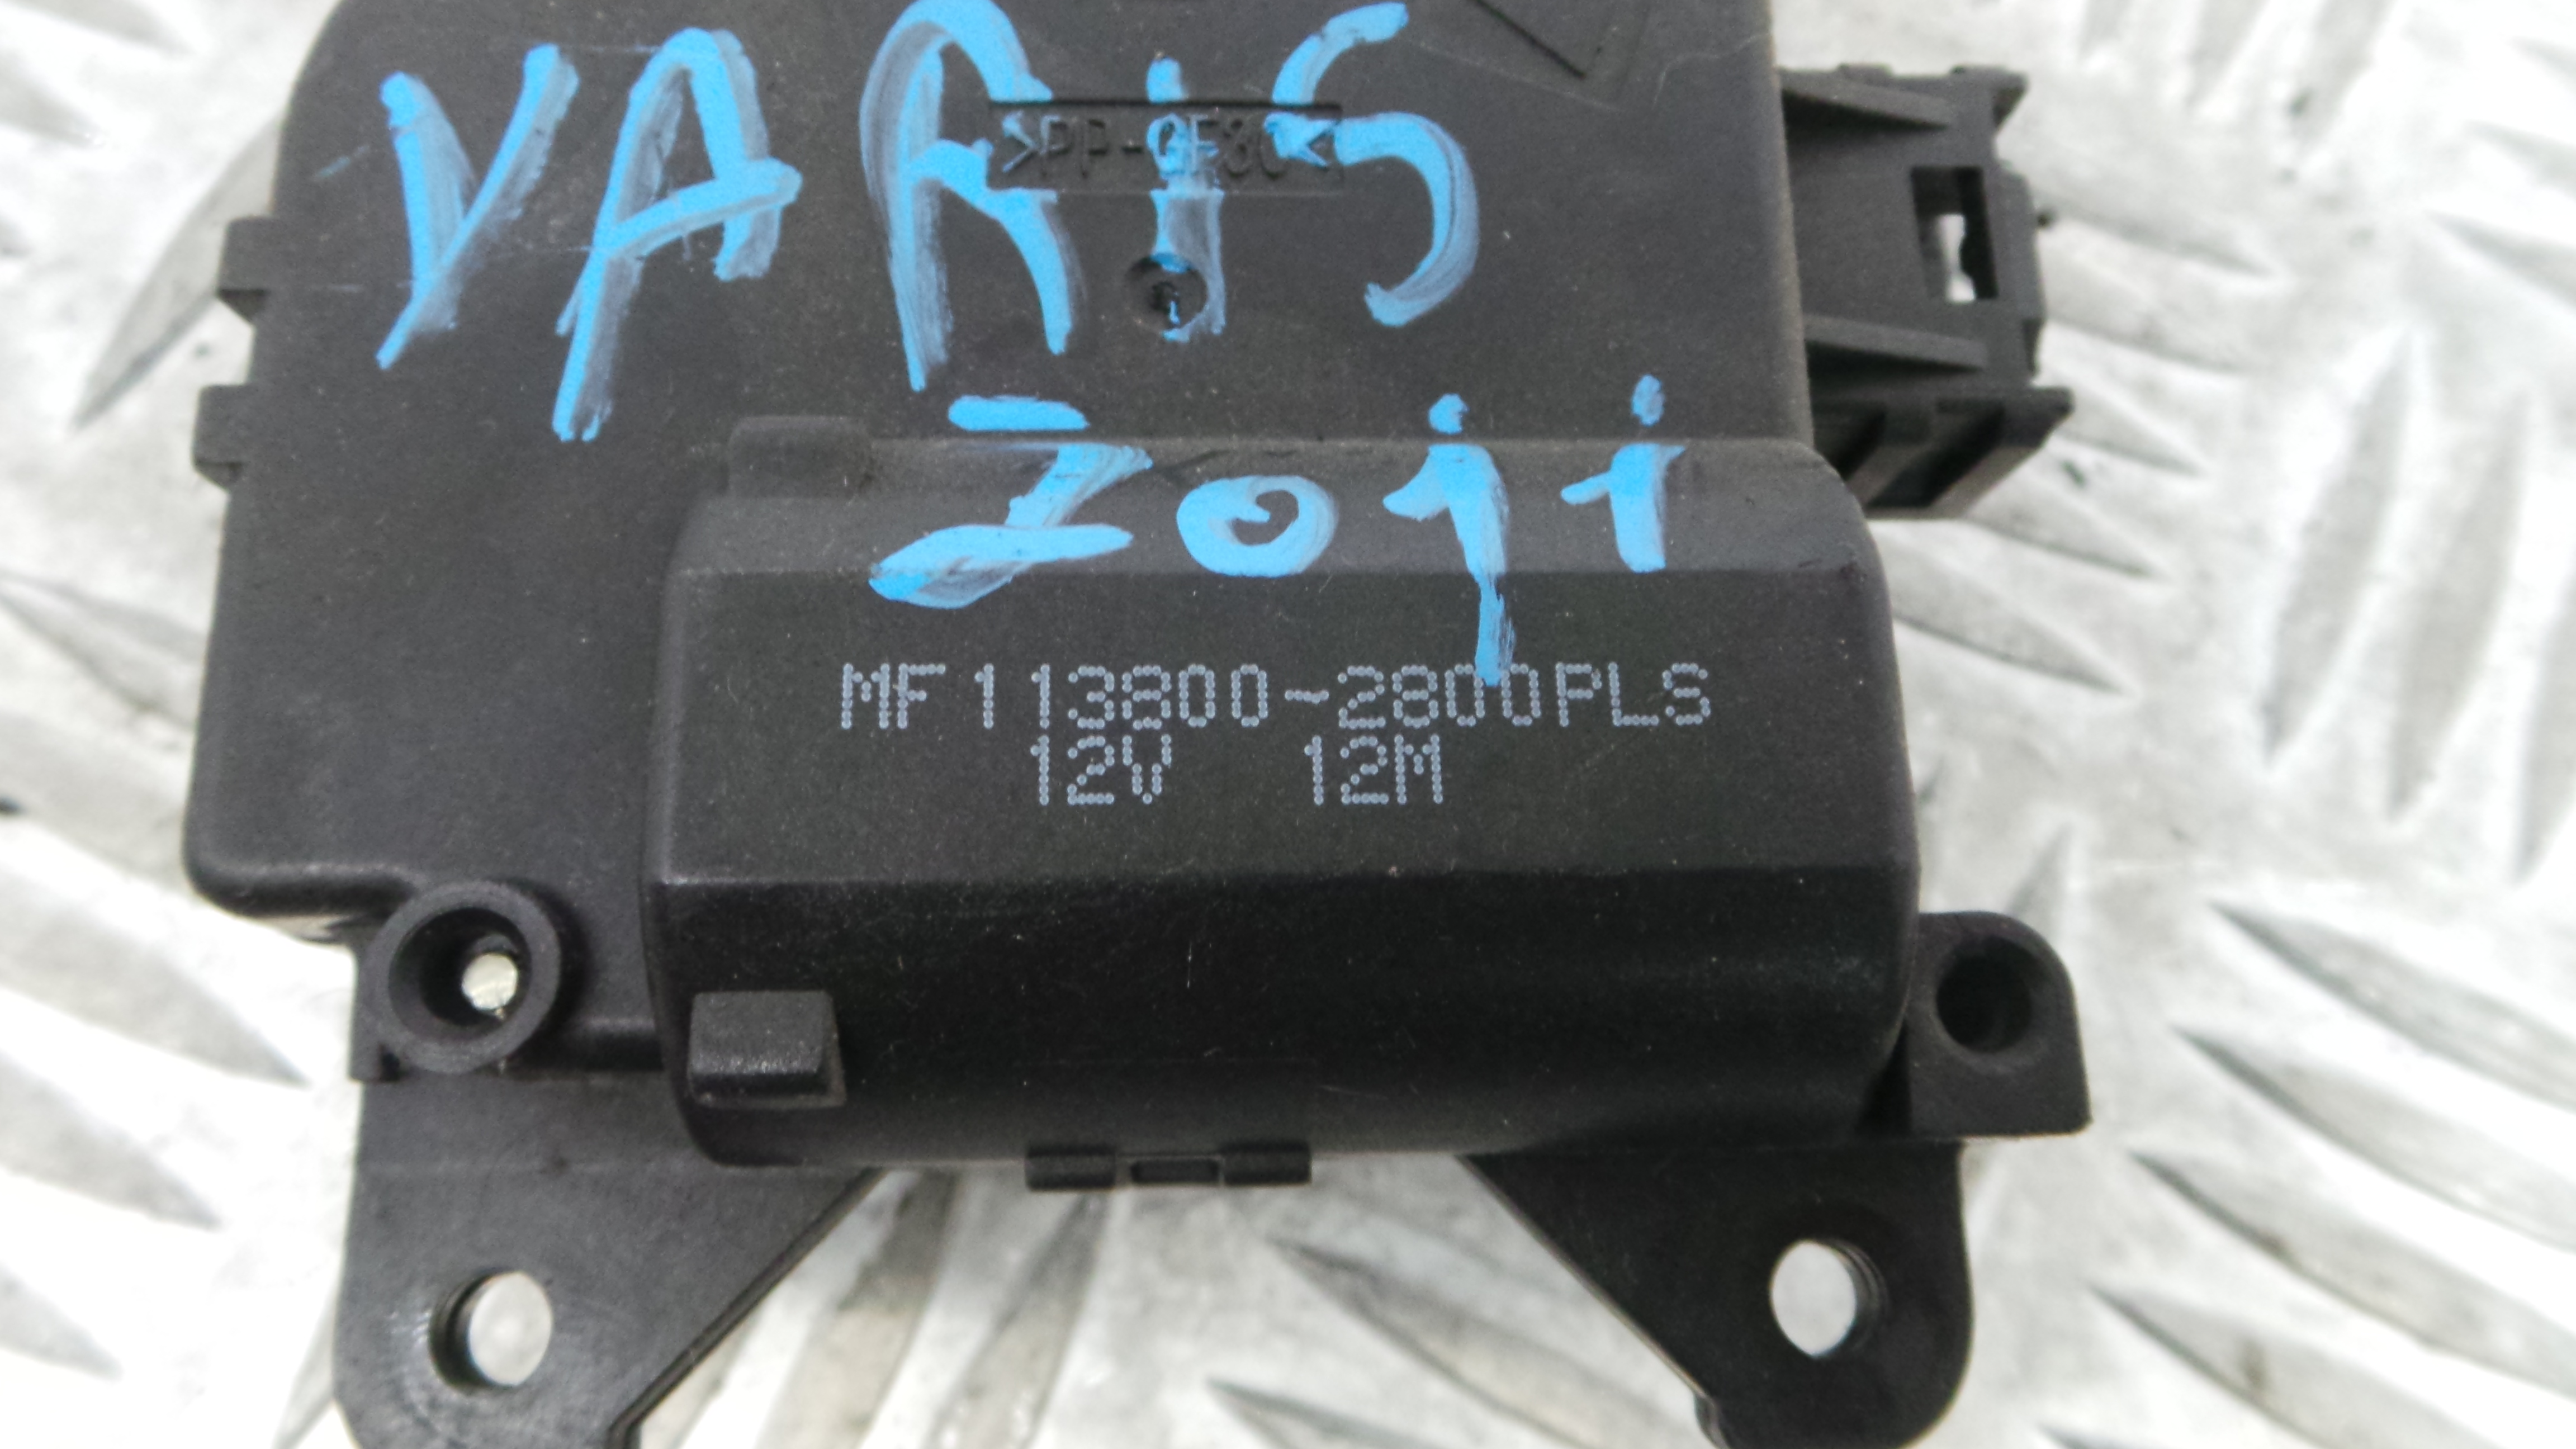 YARIS
>PP-GF30<
2011
MF113800-2800PLS
12V 12M